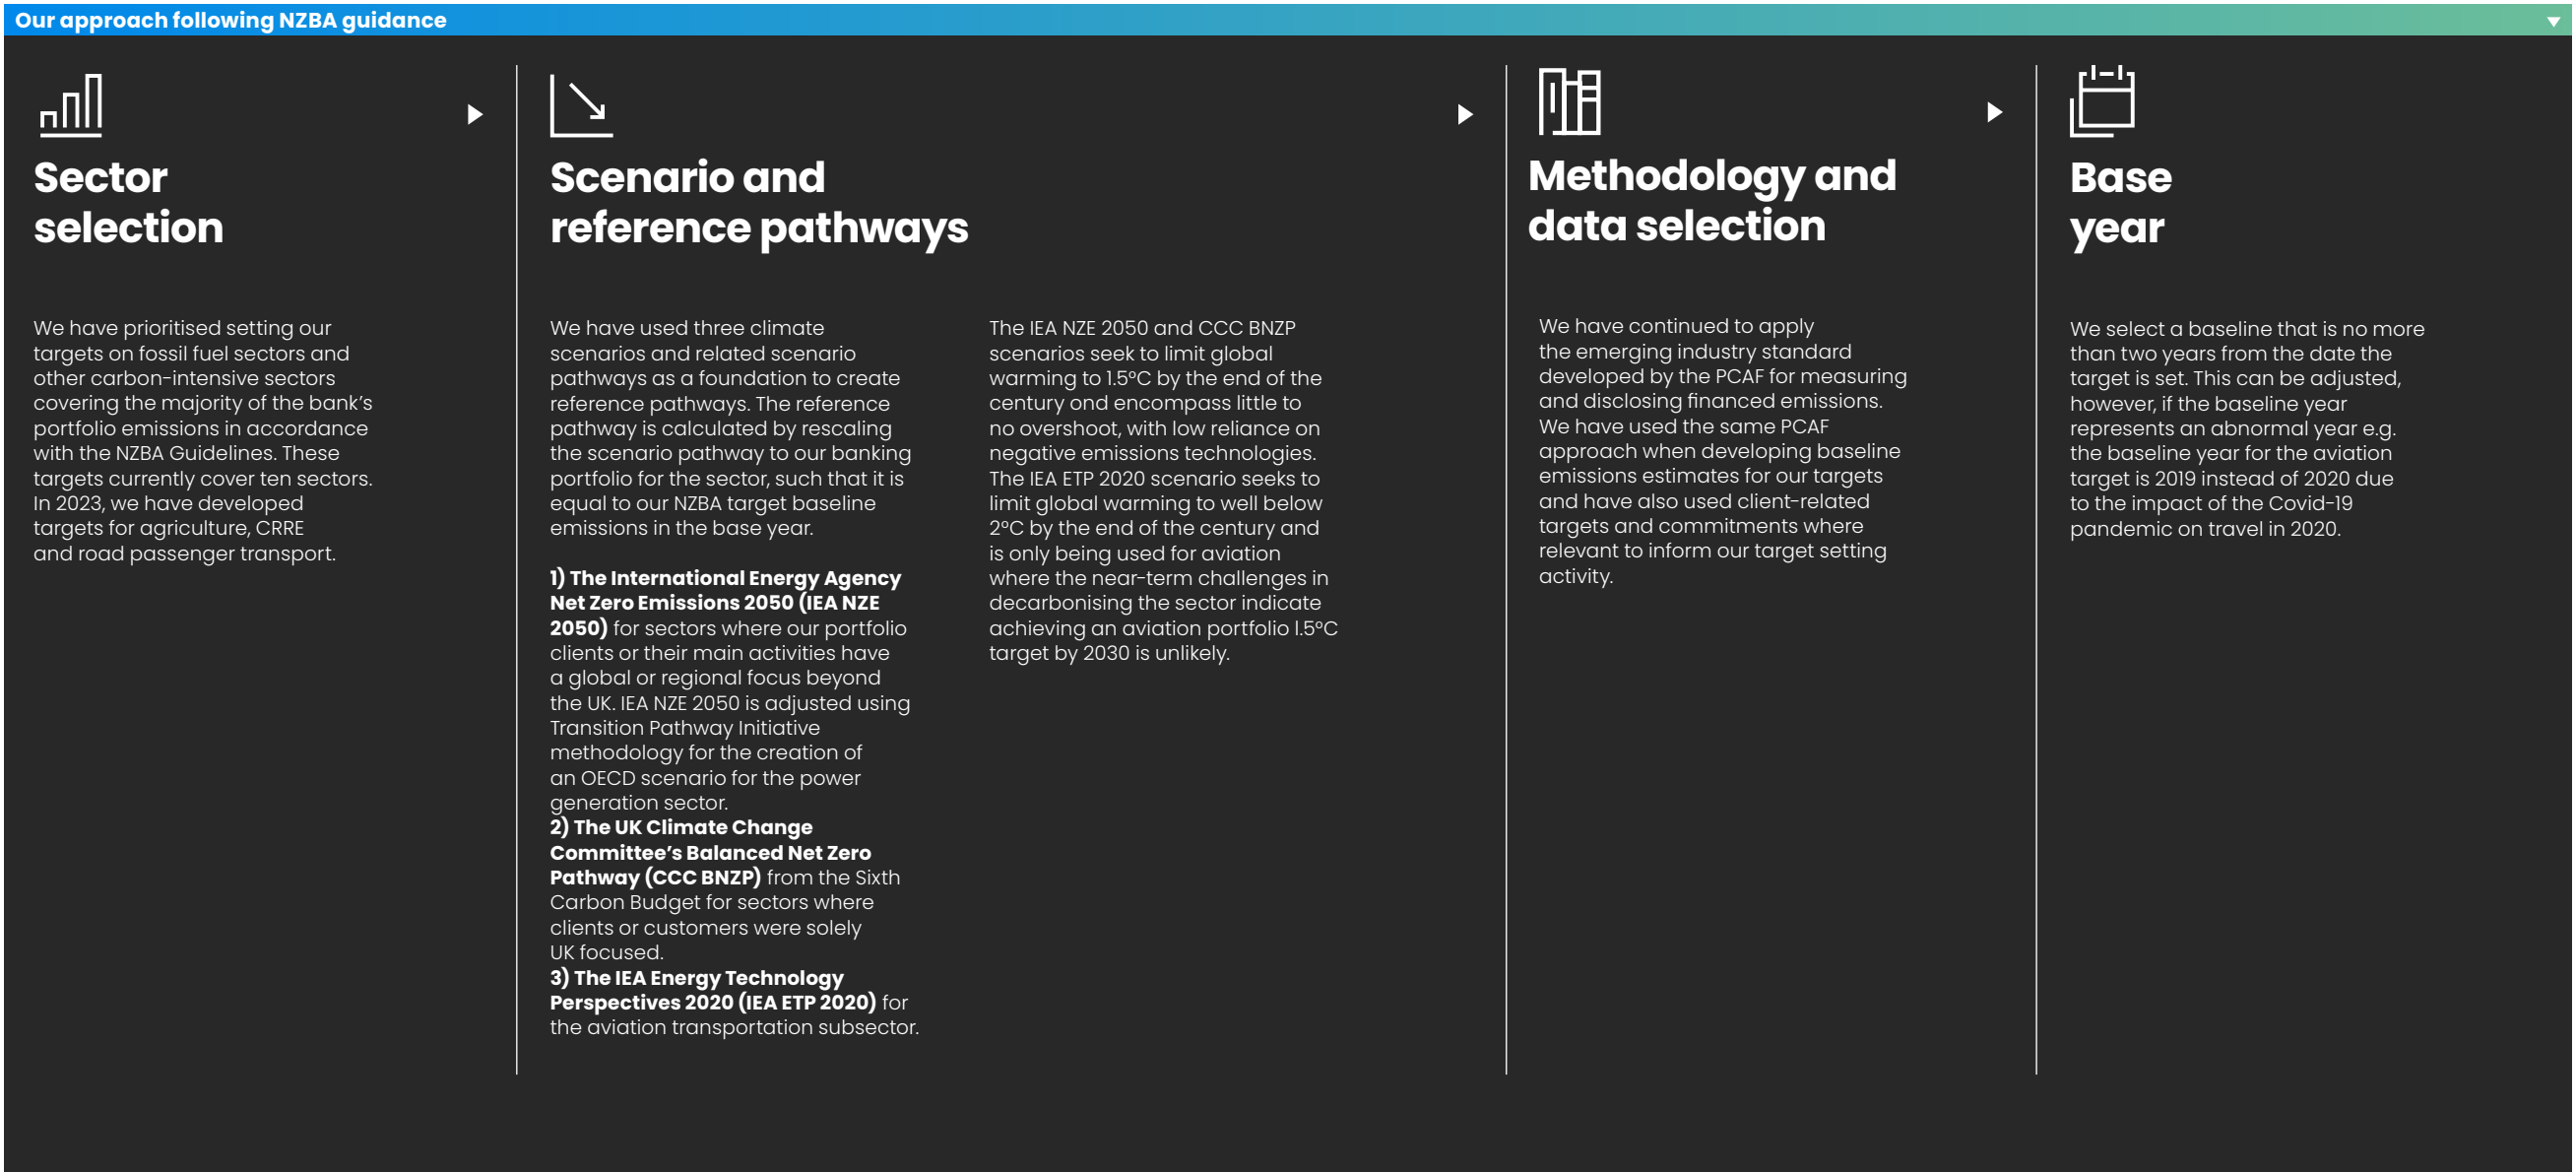 Our approach following NZBA guidance
Sector
selection
We have prioritised setting our
targets on fossil fuel sectors and
other carbon-intensive sectors
covering the majority of the bank's
portfolio emissions in accordance
with the NZBA Guidelines. These
targets currently cover ten sectors.
In 2023, we have developed
targets for agriculture, CRRE
and road passenger transport.
Scenario and
reference pathways
We have used three climate
scenarios and related scenario
pathways as a foundation to create
reference pathways. The reference
pathway is calculated by rescaling
the scenario pathway to our banking
portfolio for the sector, such that it is
equal to our NZBA target baseline
emissions in the base year.
1) The International Energy Agency
Net Zero Emissions 2050 (IEA NZE
2050) for sectors where our portfolio
clients or their main activities have
a global or regional focus beyond
the UK. IEA NZE 2050 is adjusted using
Transition Pathway Initiative
methodology for the creation of
an OECD scenario for the power
generation sector.
2) The UK Climate Change
Committee's Balanced Net Zero
Pathway (CCC BNZP) from the Sixth
Carbon Budget for sectors where
clients or customers were solely
UK focused.
3) The IEA Energy Technology
Perspectives 2020 (IEA ETP 2020) for
the aviation transportation subsector.
The IEA NZE 2050 and CCC BNZP
scenarios seek to limit global
warming to 1.5°C by the end of the
century ond encompass little to
no overshoot, with low reliance on
negative emissions technologies.
The IEA ETP 2020 scenario seeks to
limit global warming to well below
2°C by the end of the century and
is only being used for aviation
where the near-term challenges in
decarbonising the sector indicate
achieving an aviation portfolio l.5°C
target by 2030 is unlikely.
Methodology and
data selection
We have continued to apply
the emerging industry standard
developed by the PCAF for measuring
and disclosing financed emissions.
We have used the same PCAF
approach when developing baseline
emissions estimates for our targets
and have also used client-related
targets and commitments where
relevant to inform our target setting
activity.
Base
year
We select a baseline that is no more
than two years from the date the
target is set. This can be adjusted,
however, if the baseline year
represents an abnormal year e.g.
the baseline year for the aviation
target is 2019 instead of 2020 due
to the impact of the Covid-19
pandemic on travel in 2020.